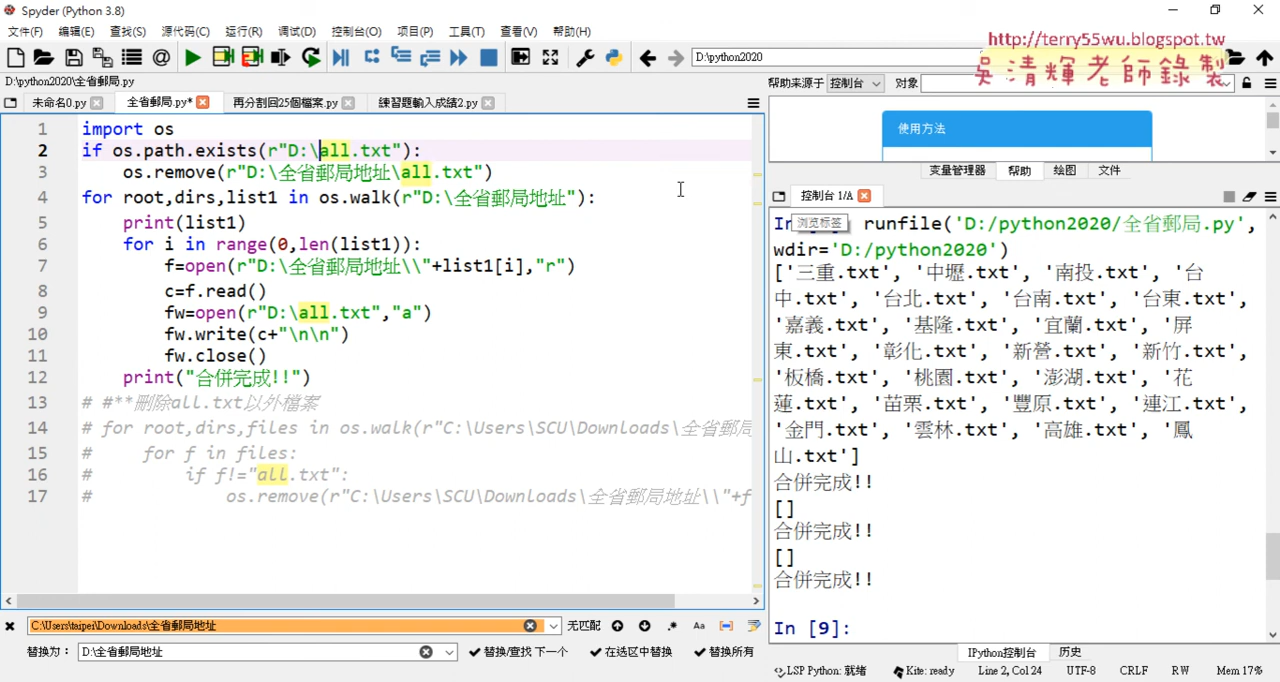 Spyder (Python 3.8)
文件(F) 编辑(E) 查找(S) 源代码(C) 运行(R) 调试(D) 控制台(O) 项目(P) 工具(T) 查看(V) 帮助(H)
http://terry55wu.blogspot.tw
吳清輝老師錄製
D:\python2020
D:\python2020\全省郵局.py
帮助来源于 控制台 对象
未命名0.py 全省郵局.py* 再分割回25個檔案.py 練習題輸入成績2.py
使用方法
变量管理器 帮助 绘图 文件
控制台 1/A
浏览标签
1 import os
2 if os.path.exists(r"D:\all.txt"):
3 os.remove(r"D:\全省郵局地址\all.txt")
4 for root,dirs,list1 in os.walk(r"D:\全省郵局地址"):
5 print(list1)
6 for i in range(0,len(list1)):
7 f=open(r"D:\全省郵局地址\\"+list1[i],"r")
8 c=f.read()
9 fw=open(r"D:\all.txt","a")
10 fw.write(c+"\n\n")
11 fw.close()
12 print("合併完成!!")
13 # #**刪除all.txt以外檔案
14 # for root,dirs,files in os.walk(r"C:\Users\SCU\Downloads\全省郵局
15 # for f in files:
16 # if f!="all.txt":
17 # os.remove(r"C:\Users\SCU\Downloads\全省郵局地址\\"+f
runfile('D:/python2020/全省郵局.py',
wdir='D:/python2020')
['三重.txt', '中壢.txt', '南投.txt', '台
中.txt', '台北.txt', '台南.txt', '台東.txt',
'嘉義.txt', '基隆.txt', '宜蘭.txt', '屏
東.txt', '彰化.txt', '新營.txt', '新竹.txt',
'板橋.txt', '桃園.txt', '澎湖.txt', '花
蓮.txt', '苗栗.txt', '豐原.txt', '連江.txt',
'金門.txt', '雲林.txt', '高雄.txt', '鳳
山.txt']
合併完成!!
[]
合併完成!!
[]
合併完成!!
In [9]:
C:\Users\taipei\Downloads\全省郵局地址 无匹配 .* Aa
替换为： D:\全省郵局地址 替换/查找 下一个 在选区中替换 替换所有
IPython控制台 历史
LSP Python: 就绪 Kite: ready Line 2, Col 24 UTF-8 CRLF RW Mem 17%